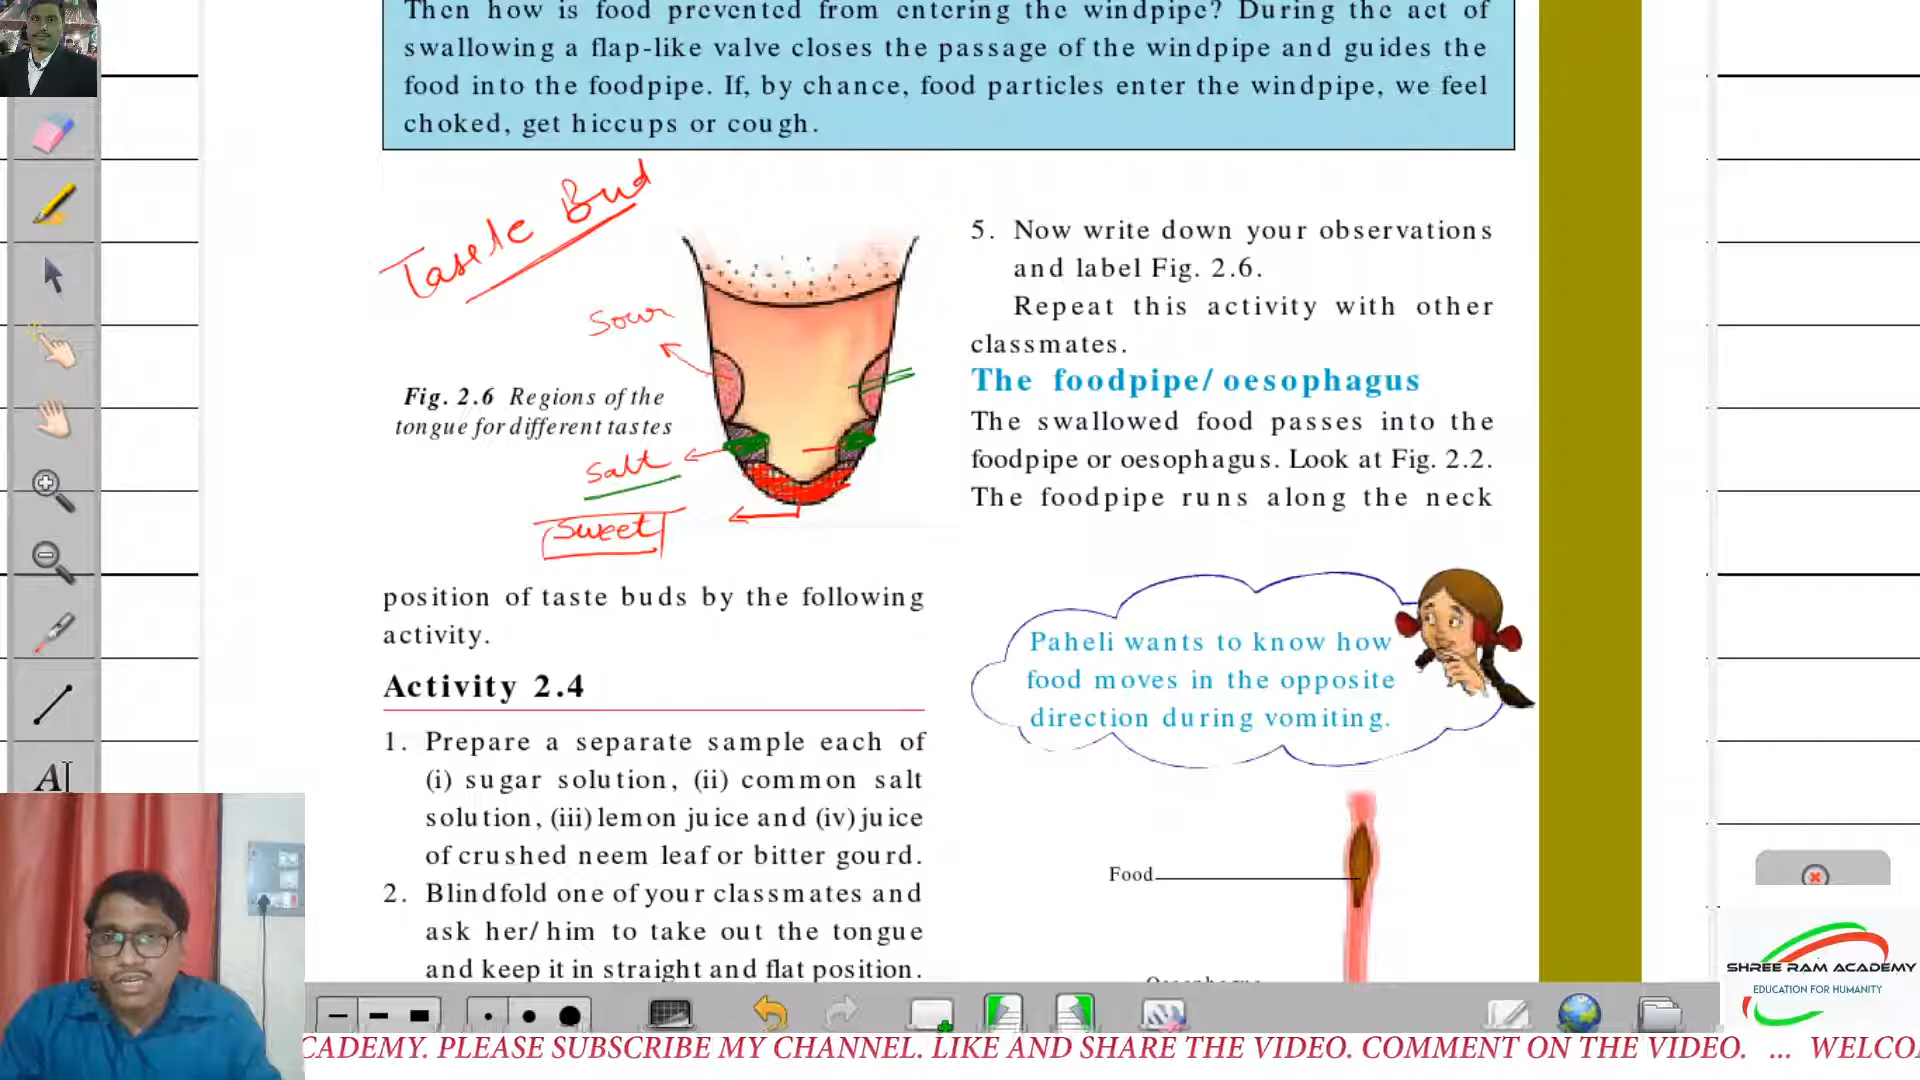 Then how is food prevented from entering the windpipe? During the act of
swallowing a flap-like valve closes the passage of the windpipe and guides the
food into the foodpipe. If, by chance, food particles enter the windpipe, we feel
choked, get hiccups or cough.
Taste Bud
Sour
Fig. 2.6 Regions of the
tongue for different tastes
Salt
Sweet
position of taste buds by the following
activity.
Activity 2.4
1. Prepare a separate sample each of
(i) sugar solution, (ii) common salt
solution, (iii) lemon juice and (iv) juice
of crushed neem leaf or bitter gourd.
2. Blindfold one of your classmates and
ask her/him to take out the tongue
and keep it in straight and flat position.
5. Now write down your observations
and label Fig. 2.6.
Repeat this activity with other
classmates.
The foodpipe/oesophagus
The swallowed food passes into the
foodpipe or oesophagus. Look at Fig. 2.2.
The foodpipe runs along the neck
Paheli wants to know how
food moves in the opposite
direction during vomiting.
Food
SHREE RAM ACADEMY
EDUCATION FOR HUMANITY
CADEMY. PLEASE SUBSCRIBE MY CHANNEL. LIKE AND SHARE THE VIDEO. COMMENT ON THE VIDEO. ... WELCO